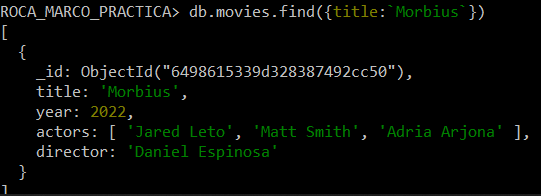 ROCA_MARCO_PRACTICA> db.movies.find({title:`Morbius`})
[
  {
    _id: ObjectId("6498615339d328387492cc50"),
    title: 'Morbius',
    year: 2022,
    actors: [ 'Jared Leto', 'Matt Smith', 'Adria Arjona' ],
    director: 'Daniel Espinosa'
  }
]